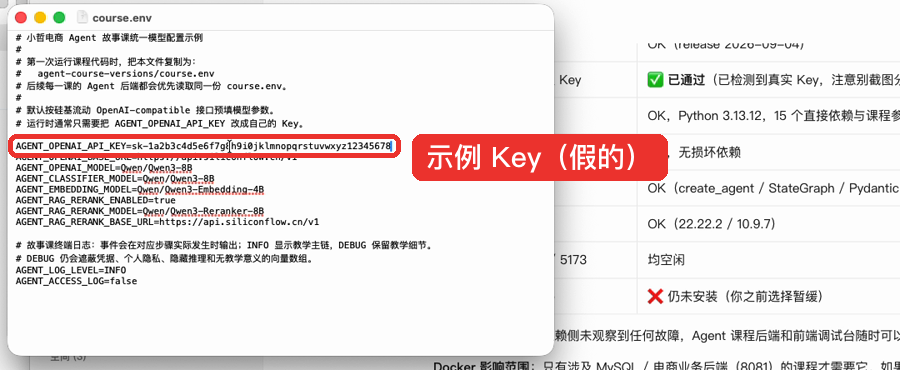 course.env
# 小哲电商 Agent 故事课统一模型配置示例
#
# 第一次运行课程代码时，把本文件复制为：
#   agent-course-versions/course.env
# 后续每一课的 Agent 后端都会优先读取同一份 course.env。
#
# 默认按硅基流动 OpenAI-compatible 接口预填模型参数。
# 运行时通常只需要把 AGENT_OPENAI_API_KEY 改成自己的 Key。
AGENT_OPENAI_API_KEY=sk-1a2b3c4d5e6f7g8h9i0jklmnopqrstuvwxyz12345678
AGENT_OPENAI_BASE_URL=https://api.siliconflow.cn/v1
AGENT_OPENAI_MODEL=Qwen/Qwen3-8B
AGENT_CLASSIFIER_MODEL=Qwen/Qwen3-8B
AGENT_EMBEDDING_MODEL=Qwen/Qwen3-Embedding-4B
AGENT_RAG_RERANK_ENABLED=true
AGENT_RAG_RERANK_MODEL=Qwen/Qwen3-Reranker-8B
AGENT_RAG_RERANK_BASE_URL=https://api.siliconflow.cn/v1
# 故事课终端日志：事件会在对应步骤实际发生时输出；INFO 显示教学主链，DEBUG 保留教学细节。
# DEBUG 仍会遮蔽凭据、个人隐私、隐藏推理和无教学意义的向量数组。
AGENT_LOG_LEVEL=INFO
AGENT_ACCESS_LOG=false
示例 Key（假的）
OK（release 2026-09-04）
Key
✅ 已通过（已检测到真实 Key，注意别截图
OK，Python 3.13.12，15 个直接依赖与课程
，无损坏依赖
OK（create_agent / StateGraph / Pydantic
OK（22.22.2 / 10.9.7）
/ 5173
均空闲
❌ 仍未安装（你之前选择暂缓）
赖侧未观察到任何故障，Agent 课程后端和前端调试台随时可以
空间 (3)
Docker 影响范围：只有涉及 MySQL / 电商业务后端（8081）的课程才需要它，如果